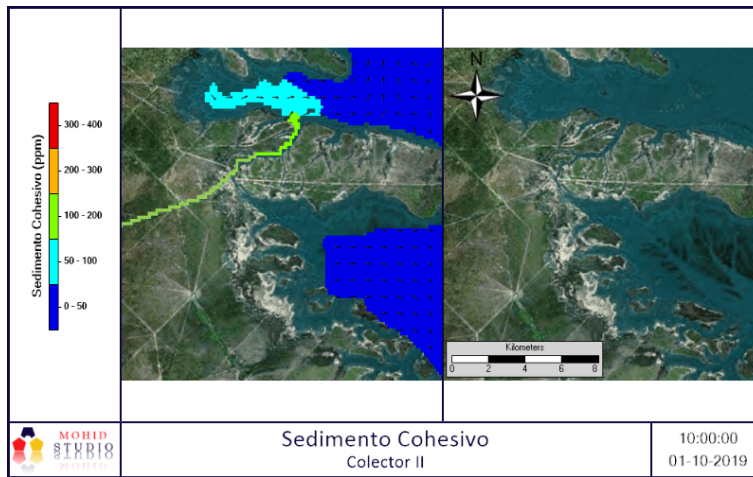 Sedimento Cohesivo (ppm)
300 - 400
200 - 300
100 - 200
50 - 100
0 - 50
N
Kilometers
0 2 4 6 8
MOHID
STUDIO
Sedimento Cohesivo
Colector II
10:00:00
01-10-2019